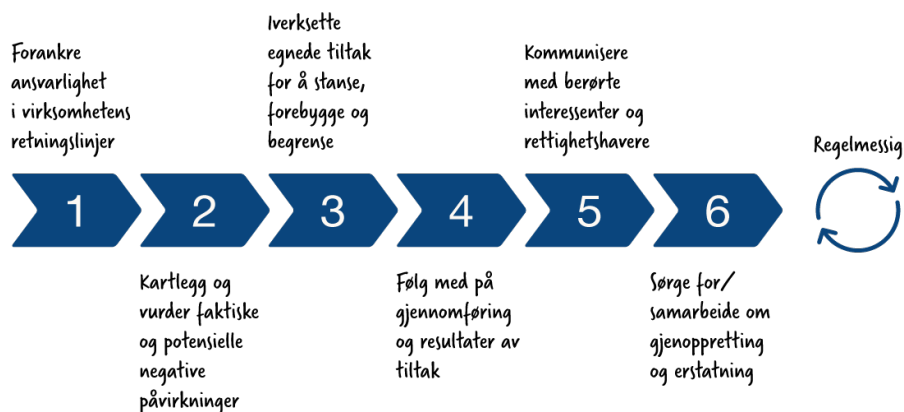 Forankre
ansvarlighet
i virksomhetens
retningslinjer
1
Kartlegg og
vurder faktiske
og potensielle
negative
påvirkninger
2
Iverksette
egnede tiltak
for å stanse,
forebygge og
begrense
3
Følg med på
gjennomføring
og resultater av
tiltak
4
Kommunisere
med berørte
interessenter og
rettighetshavere
5
Sørge for/
samarbeide om
gjenoppretting
og erstatning
6
Regelmessig